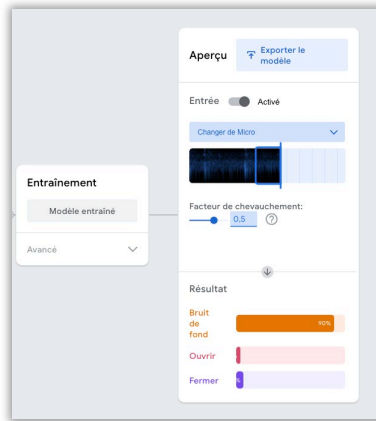 Aperçu
Exporter le
modèle
Entrée
Activé
Changer de Micro
Entraînement
Modèle entraîné
Avancé
Facteur de chevauchement:
0,5
Résultat
Bruit
de
fond
90%
Ouvrir
Fermer